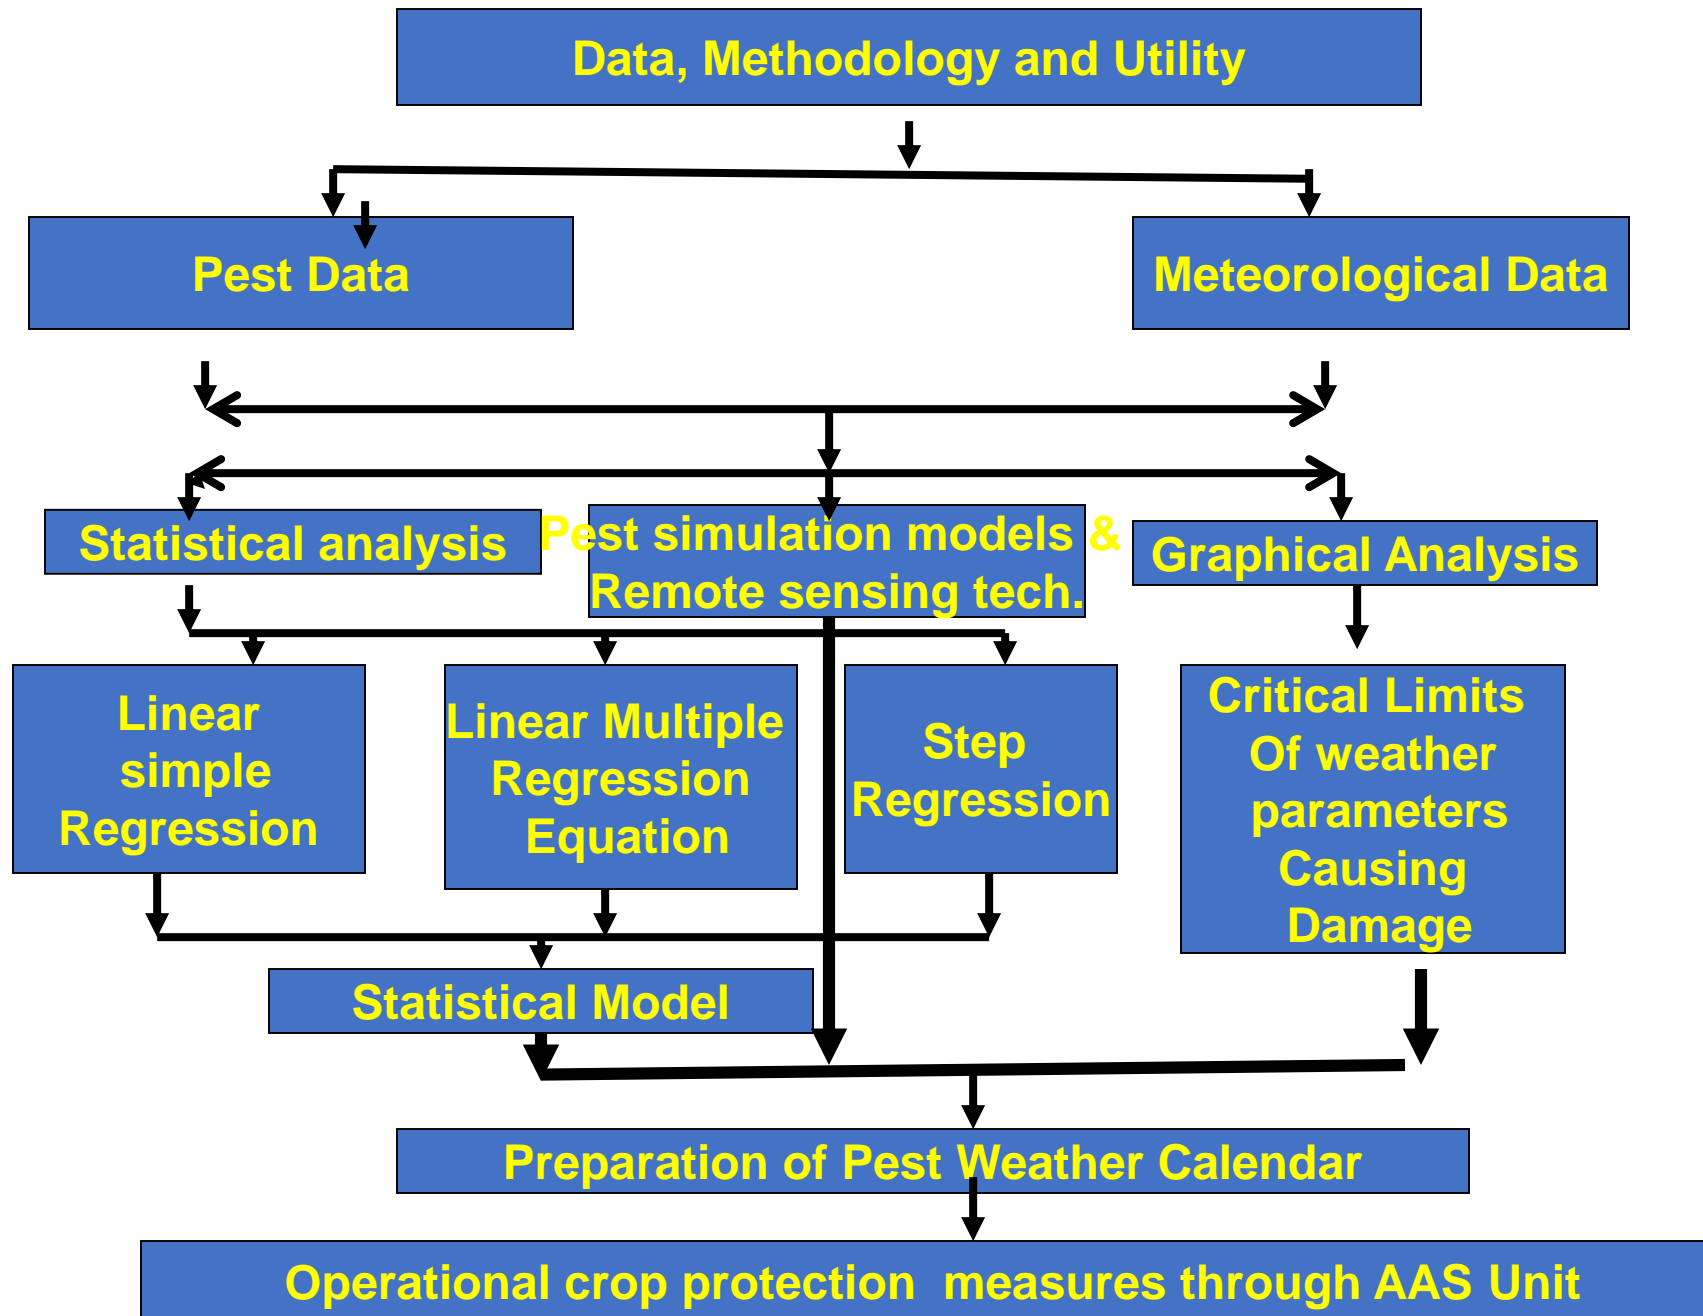 Data, Methodology and Utility
Pest Data
Meteorological Data
Statistical analysis
Pest simulation models &
Remote sensing tech.
Graphical Analysis
Linear
simple
Regression
Linear Multiple
Regression
Equation
Step
Regression
Critical Limits
Of weather
parameters
Causing
Damage
Statistical Model
Preparation of Pest Weather Calendar
Operational crop protection measures through AAS Unit